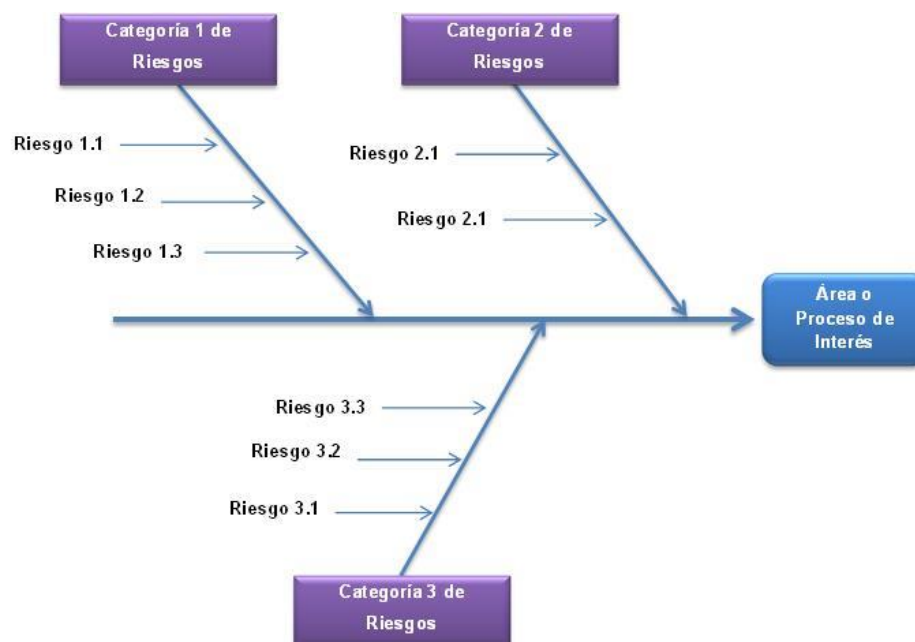 Categoría 1 de
Riesgos
Categoría 2 de
Riesgos
Riesgo 1.1
Riesgo 1.2
Riesgo 1.3
Riesgo 2.1
Riesgo 2.1
Área o
Proceso de
Interés
Riesgo 3.3
Riesgo 3.2
Riesgo 3.1
Categoría 3 de
Riesgos